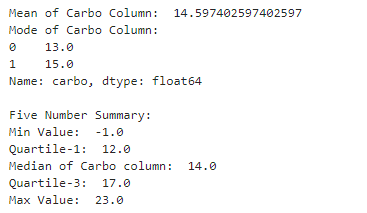 Mean of Carbo Column:  14.597402597402597
Mode of Carbo Column:
0    13.0
1    15.0
Name: carbo, dtype: float64

Five Number Summary:
Min Value:  -1.0
Quartile-1:  12.0
Median of Carbo column:  14.0
Quartile-3:  17.0
Max Value:  23.0